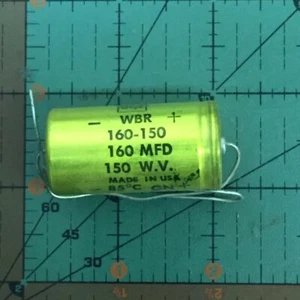 − WBR +
160-150
160 MFD
150 W.V.
MADE IN USA
85°C
60
45
30